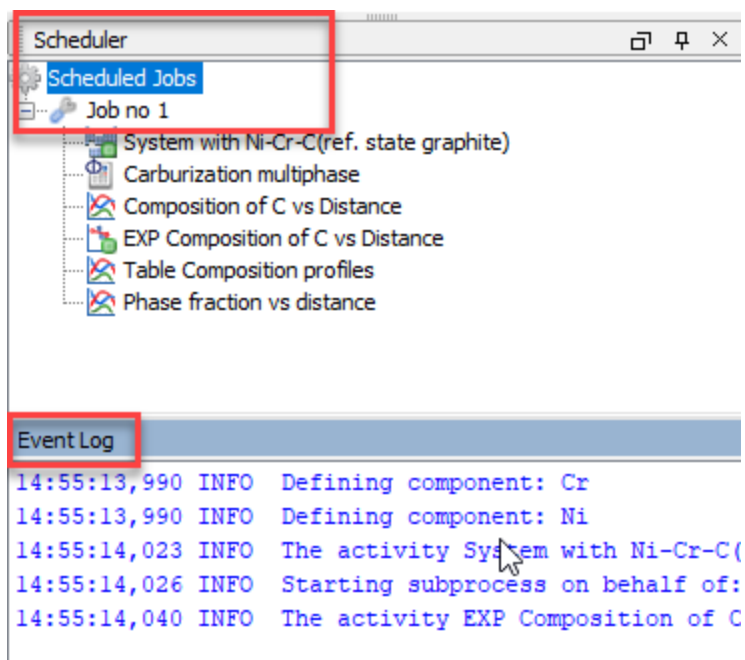 Scheduler
Scheduled Jobs
Job no 1
System with Ni-Cr-C(ref. state graphite)
Carburization multiphase
Composition of C vs Distance
EXP Composition of C vs Distance
Table Composition profiles
Phase fraction vs distance
Event Log
14:55:13,990 INFO Defining component: Cr
14:55:13,990 INFO Defining component: Ni
14:55:14,023 INFO The activity System with Ni-Cr-C(
14:55:14,026 INFO Starting subprocess on behalf of:
14:55:14,040 INFO The activity EXP Composition of C